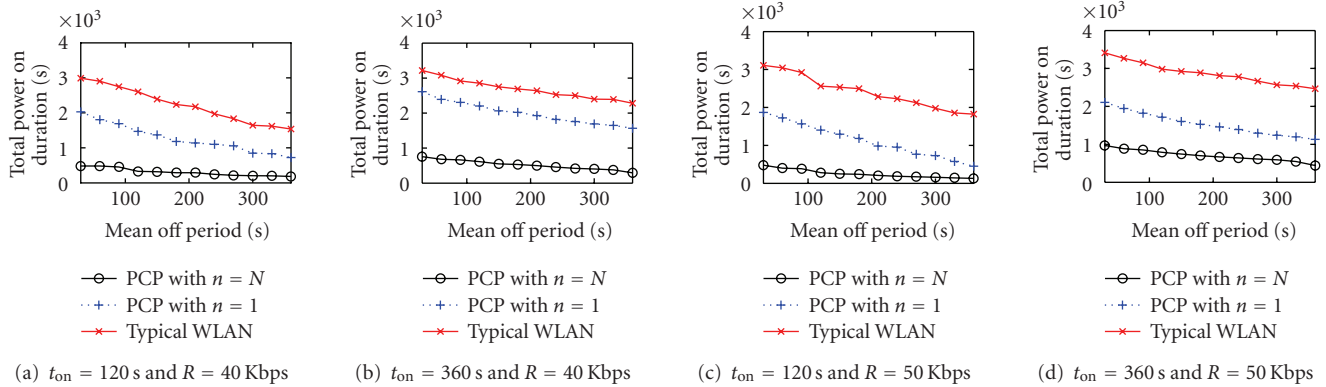 ×10³
4
3
2
1
0
100
200
300
Total power on
duration (s)
Mean off period (s)
PCP with n = N
PCP with n = 1
Typical WLAN
(a) t_on = 120 s and R = 40 Kbps
×10³
4
3
2
1
0
100
200
300
Total power on
duration (s)
Mean off period (s)
PCP with n = N
PCP with n = 1
Typical WLAN
(b) t_on = 360 s and R = 40 Kbps
×10³
4
3
2
1
0
100
200
300
Total power on
duration (s)
Mean off period (s)
PCP with n = N
PCP with n = 1
Typical WLAN
(c) t_on = 120 s and R = 50 Kbps
×10³
4
3
2
1
0
100
200
300
Total power on
duration (s)
Mean off period (s)
PCP with n = N
PCP with n = 1
Typical WLAN
(d) t_on = 360 s and R = 50 Kbps